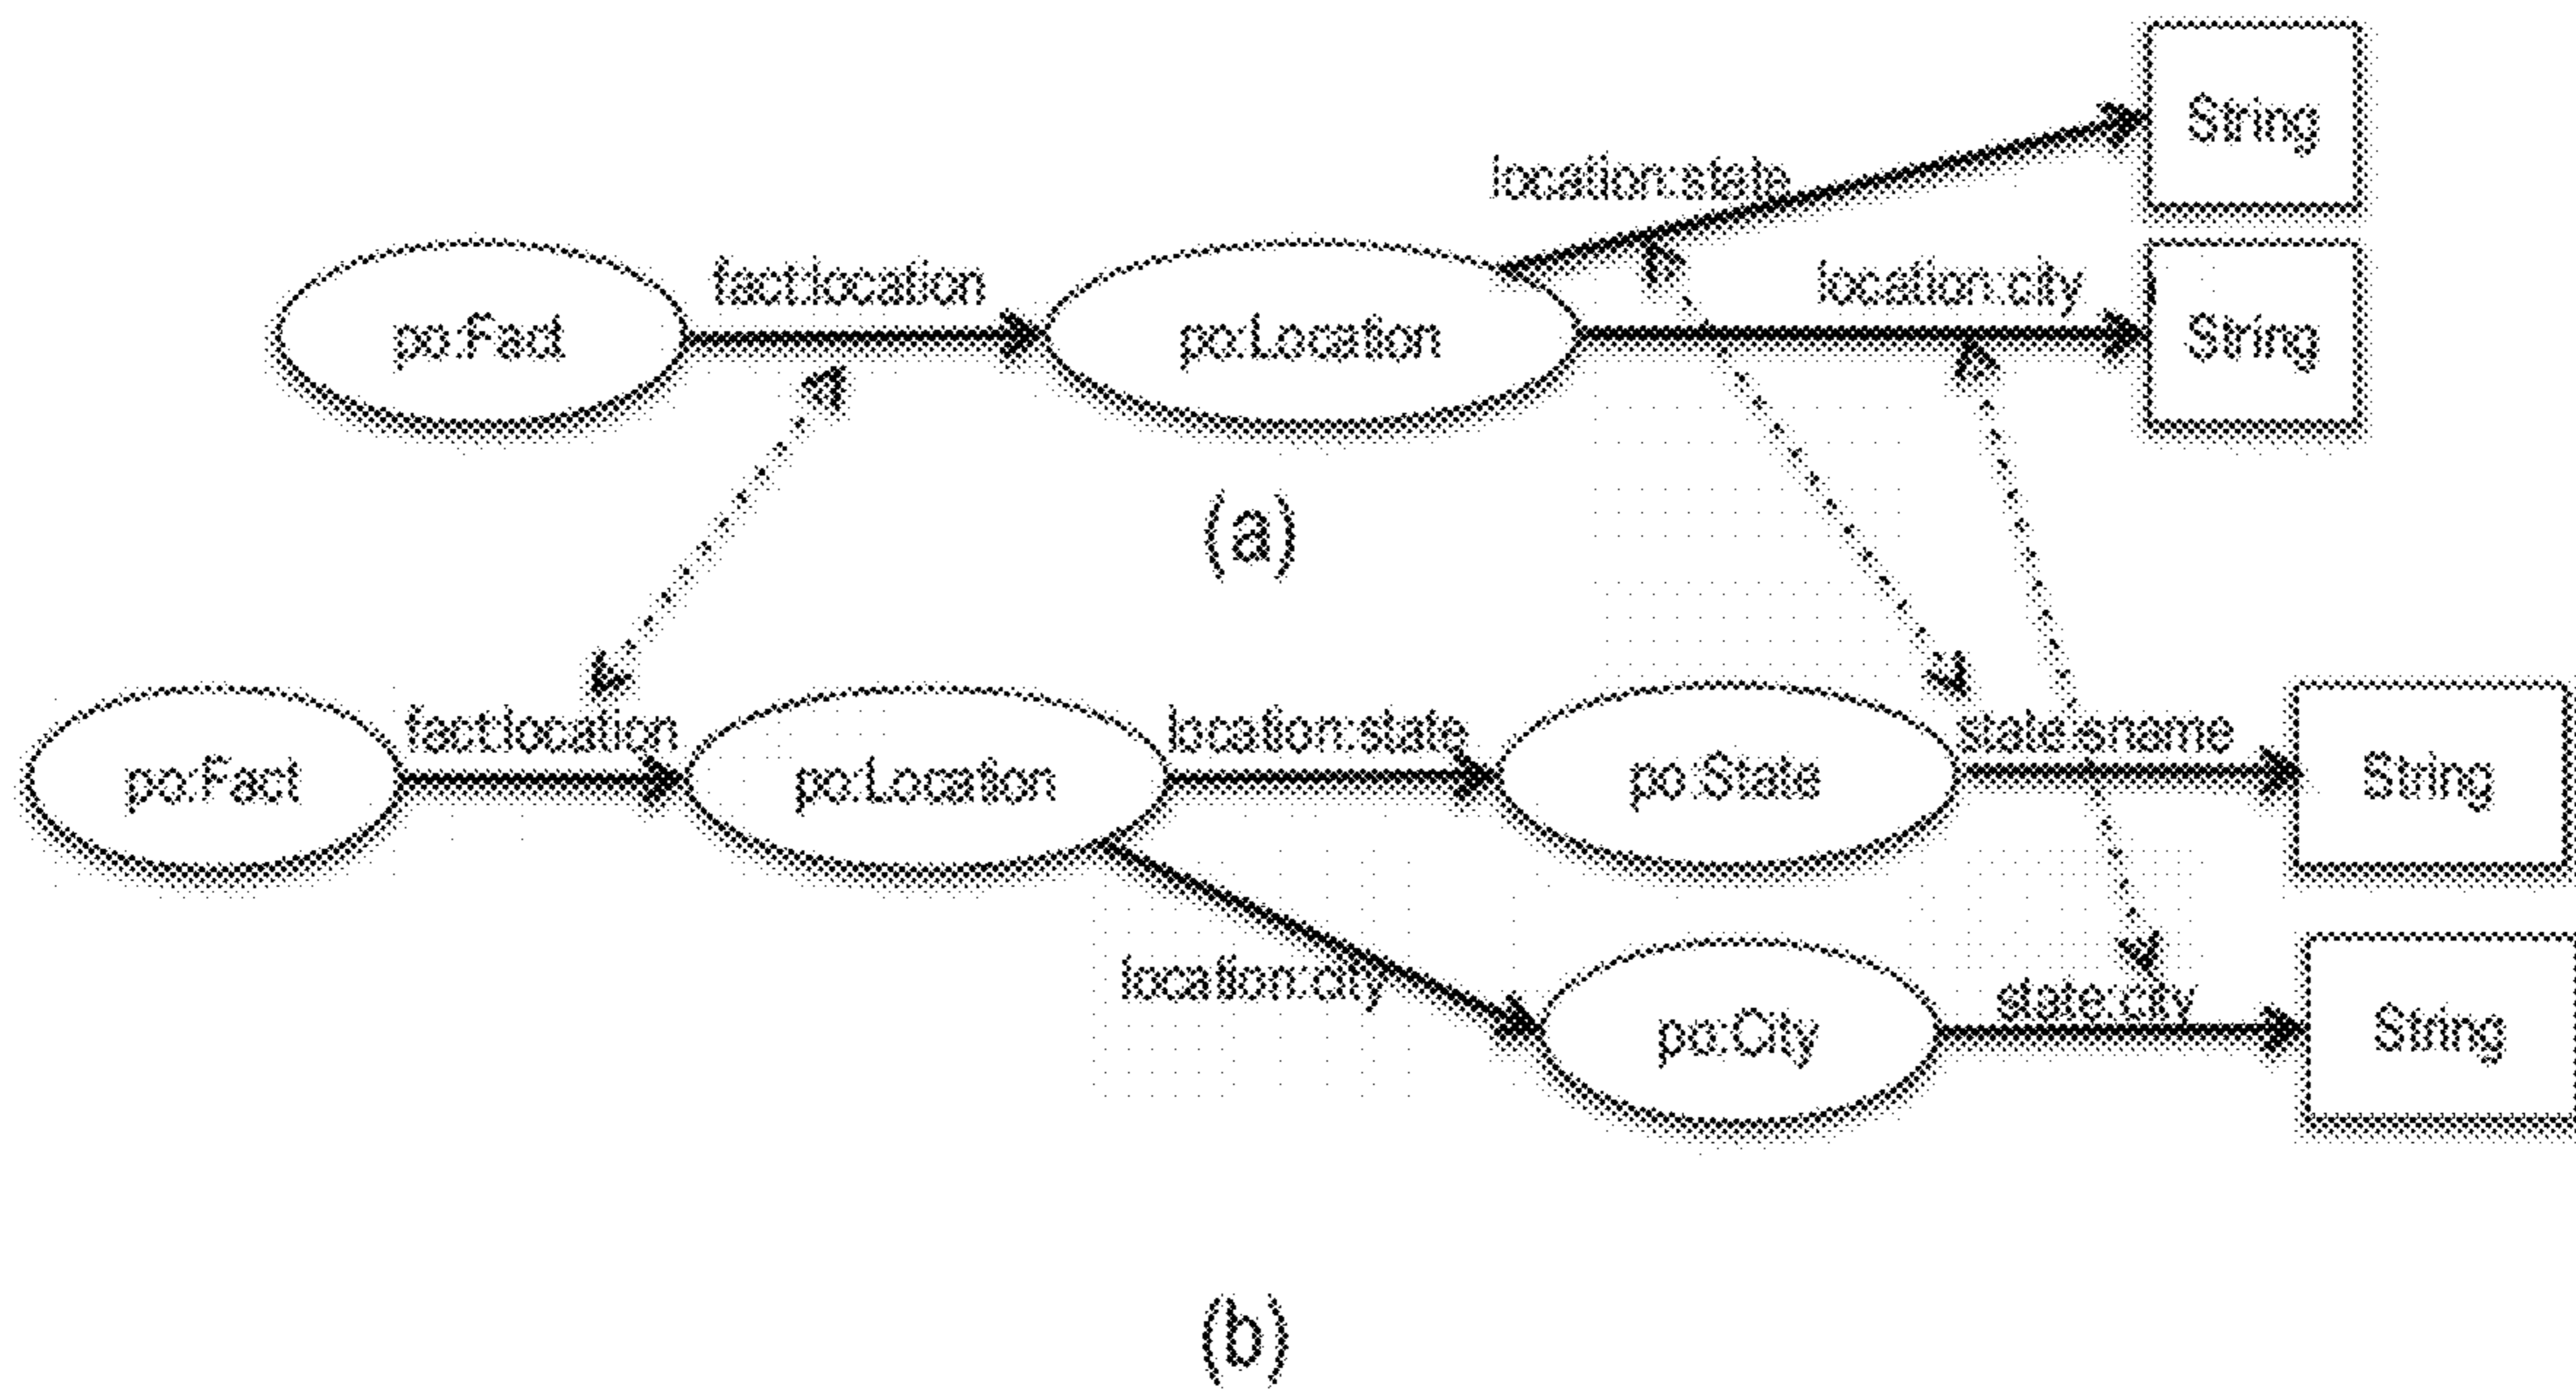 String
location:state
fact:location
location:city
po:Fact
po:Location
String
(a)
fact:location
location:state
state:sname
po:Fact
po:Location
po:State
String
location:city
state:city
po:City
String
(b)